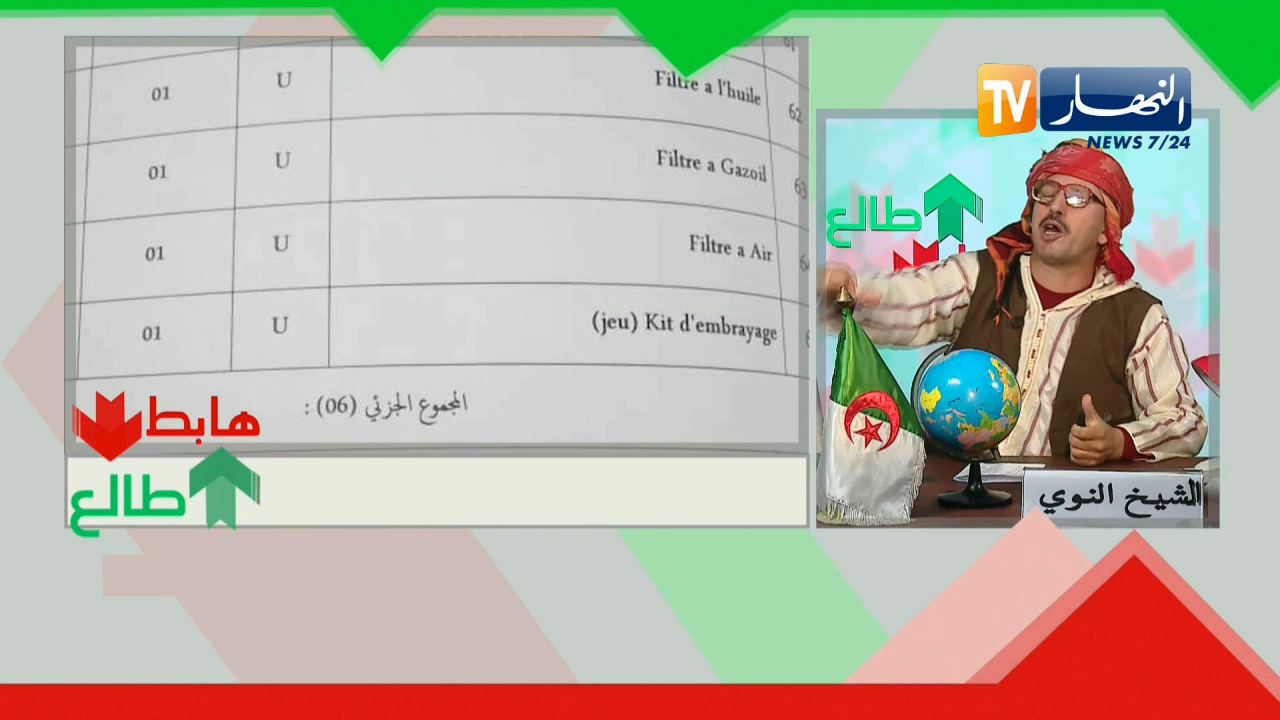 61
01 U Filtre a l'huile 62
01 U Filtre a Gazoil 63
01 U Filtre a Air
01 U (jeu) Kit d'embrayage
المجموع الجزئي (06) :
هابط
طالع
TV النهار
NEWS 7/24
طالع
الشيخ النوي